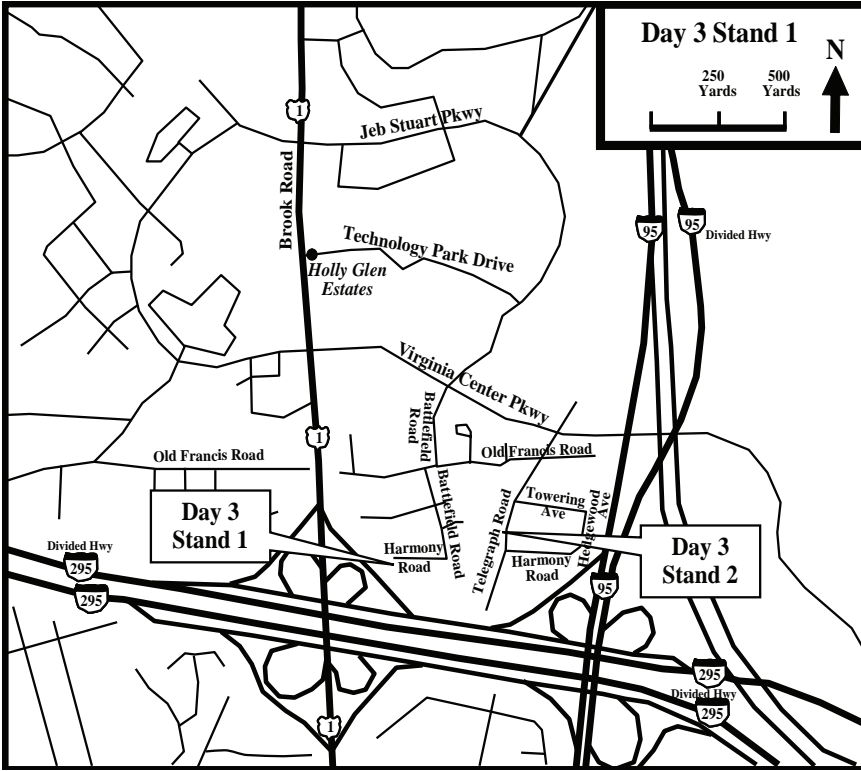 Day 3 Stand 1
N
250
Yards
500
Yards
1
Jeb Stuart Pkwy
Brook Road
95
95
Divided Hwy
Technology Park Drive
Holly Glen
Estates
Virginia Center Pkwy
Battlefield
Road
1
Old Francis Road
Old Francis Road
Battlefield Road
Telegraph Road
Towering
Ave
Hedgewood
Ave
Day 3
Stand 1
Harmony
Road
Harmony
Road
Day 3
Stand 2
Divided Hwy
295
295
95
295
Divided Hwy
295
1